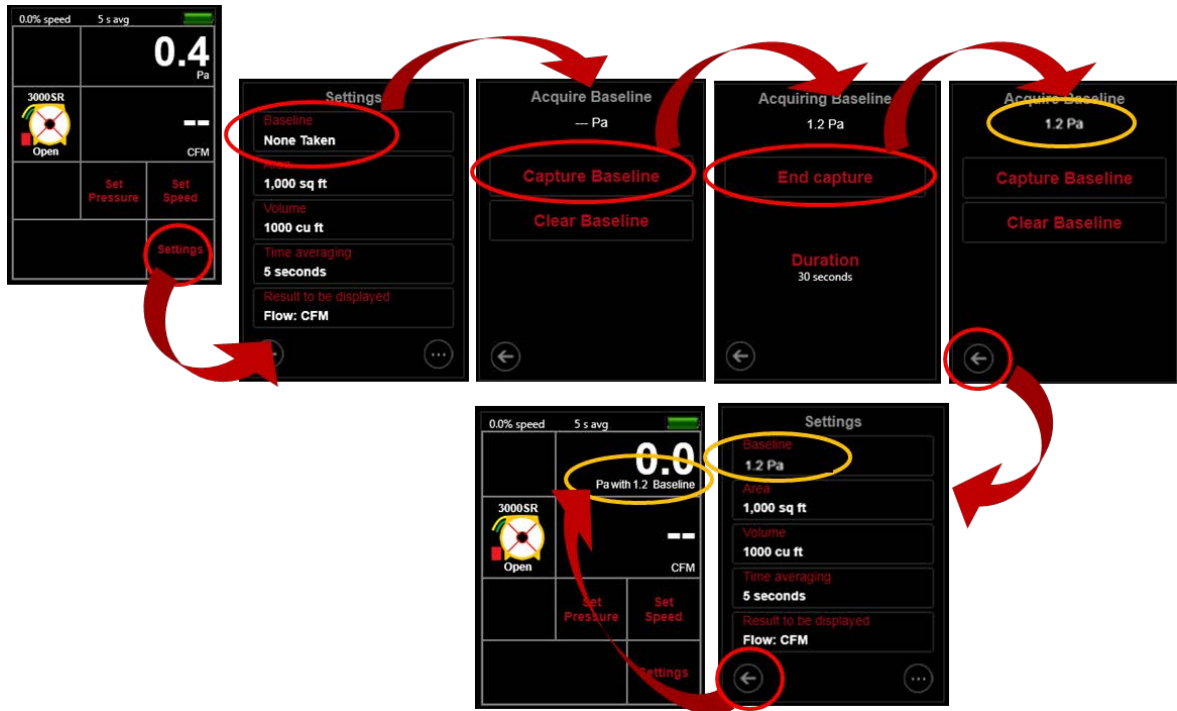 0.0% speed 5 s avg
0.4
Pa
3000SR
Open
--
CFM
Set
Pressure
Set
Speed
Settings
Settings
Baseline
None Taken
1,000 sq ft
Volume
1000 cu ft
Time averaging
5 seconds
Result to be displayed
Flow: CFM
Acquire Baseline
--- Pa
Capture Baseline
Clear Baseline
Acquiring Baseline
1.2 Pa
End capture
Duration
30 seconds
Acquire Baseline
1.2 Pa
Capture Baseline
Clear Baseline
0.0% speed 5 s avg
0.0
Pa with 1.2 Baseline
3000SR
Open
--
CFM
Set
Pressure
Set
Speed
Settings
Settings
Baseline
1.2 Pa
Area
1,000 sq ft
Volume
1000 cu ft
Time averaging
5 seconds
Result to be displayed
Flow: CFM